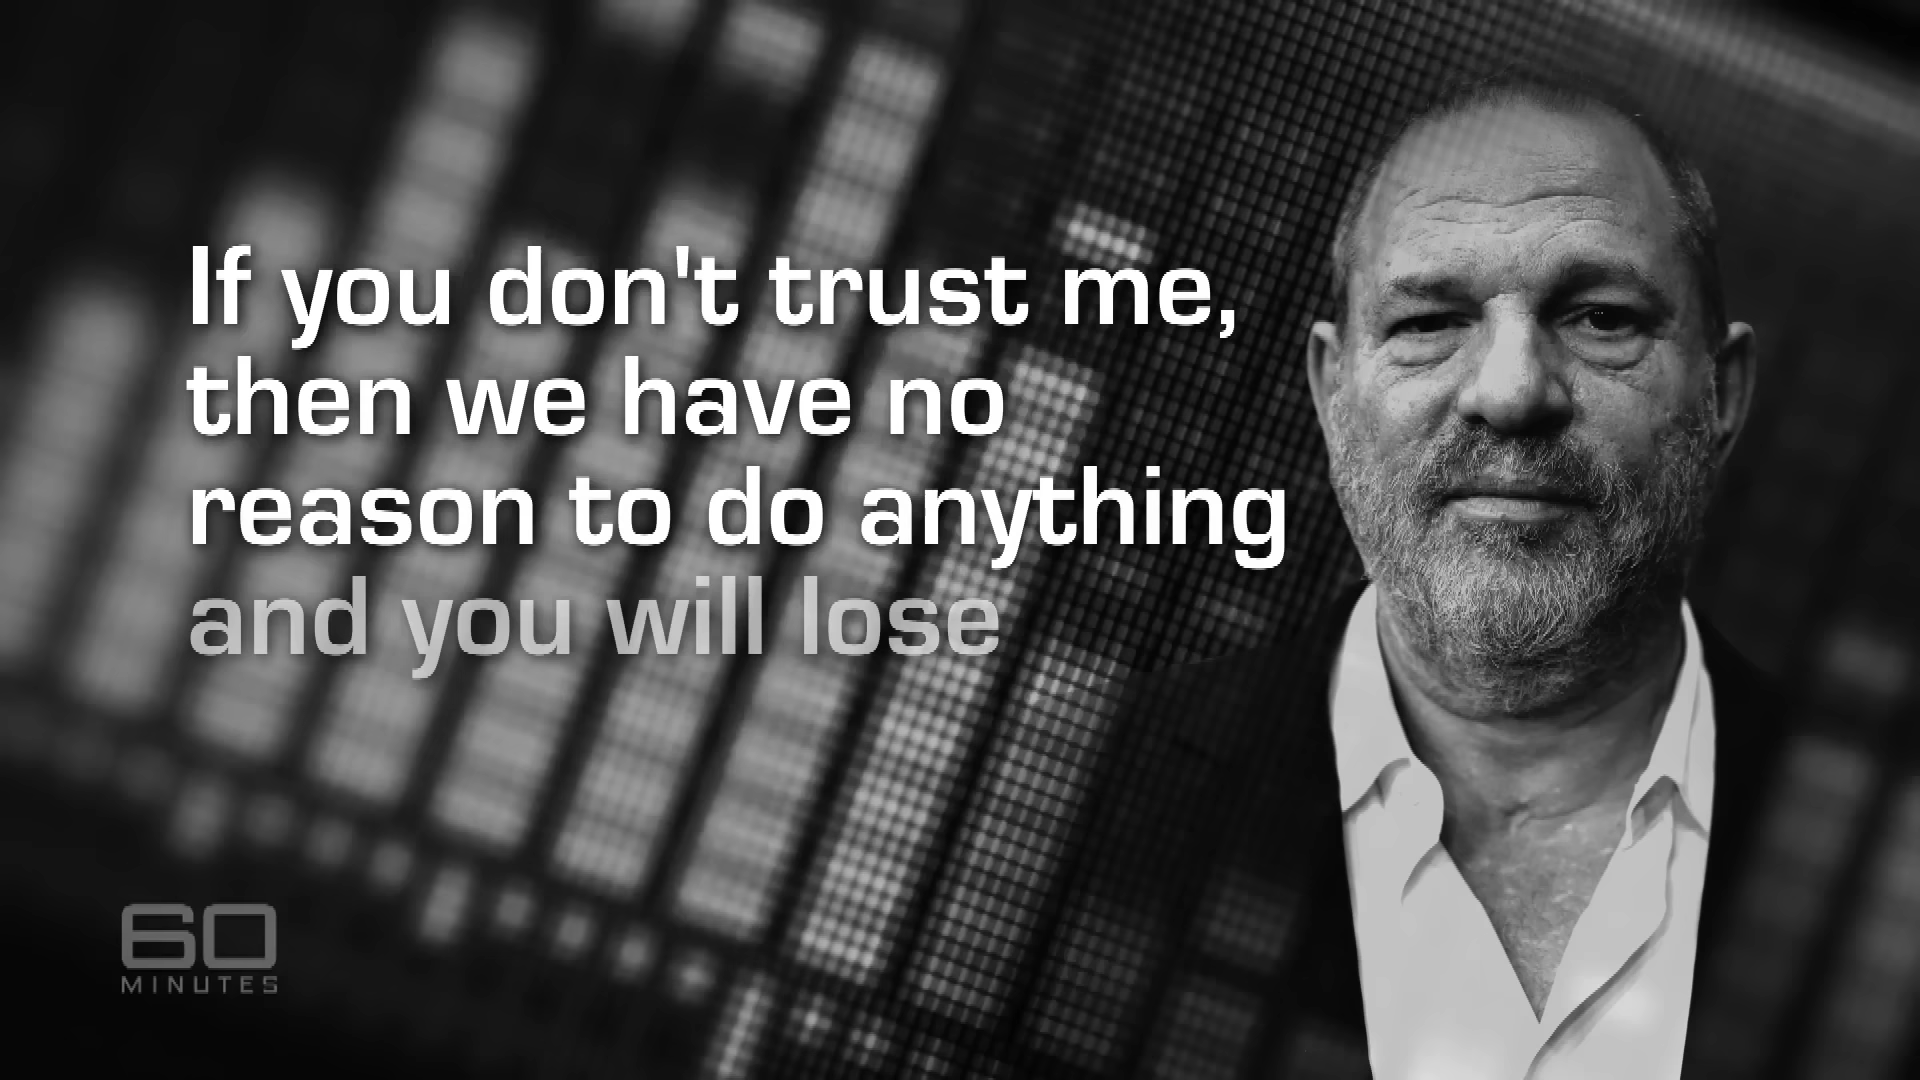 If you don't trust me,
then we have no
reason to do anything
and you will lose
60
MINUTES